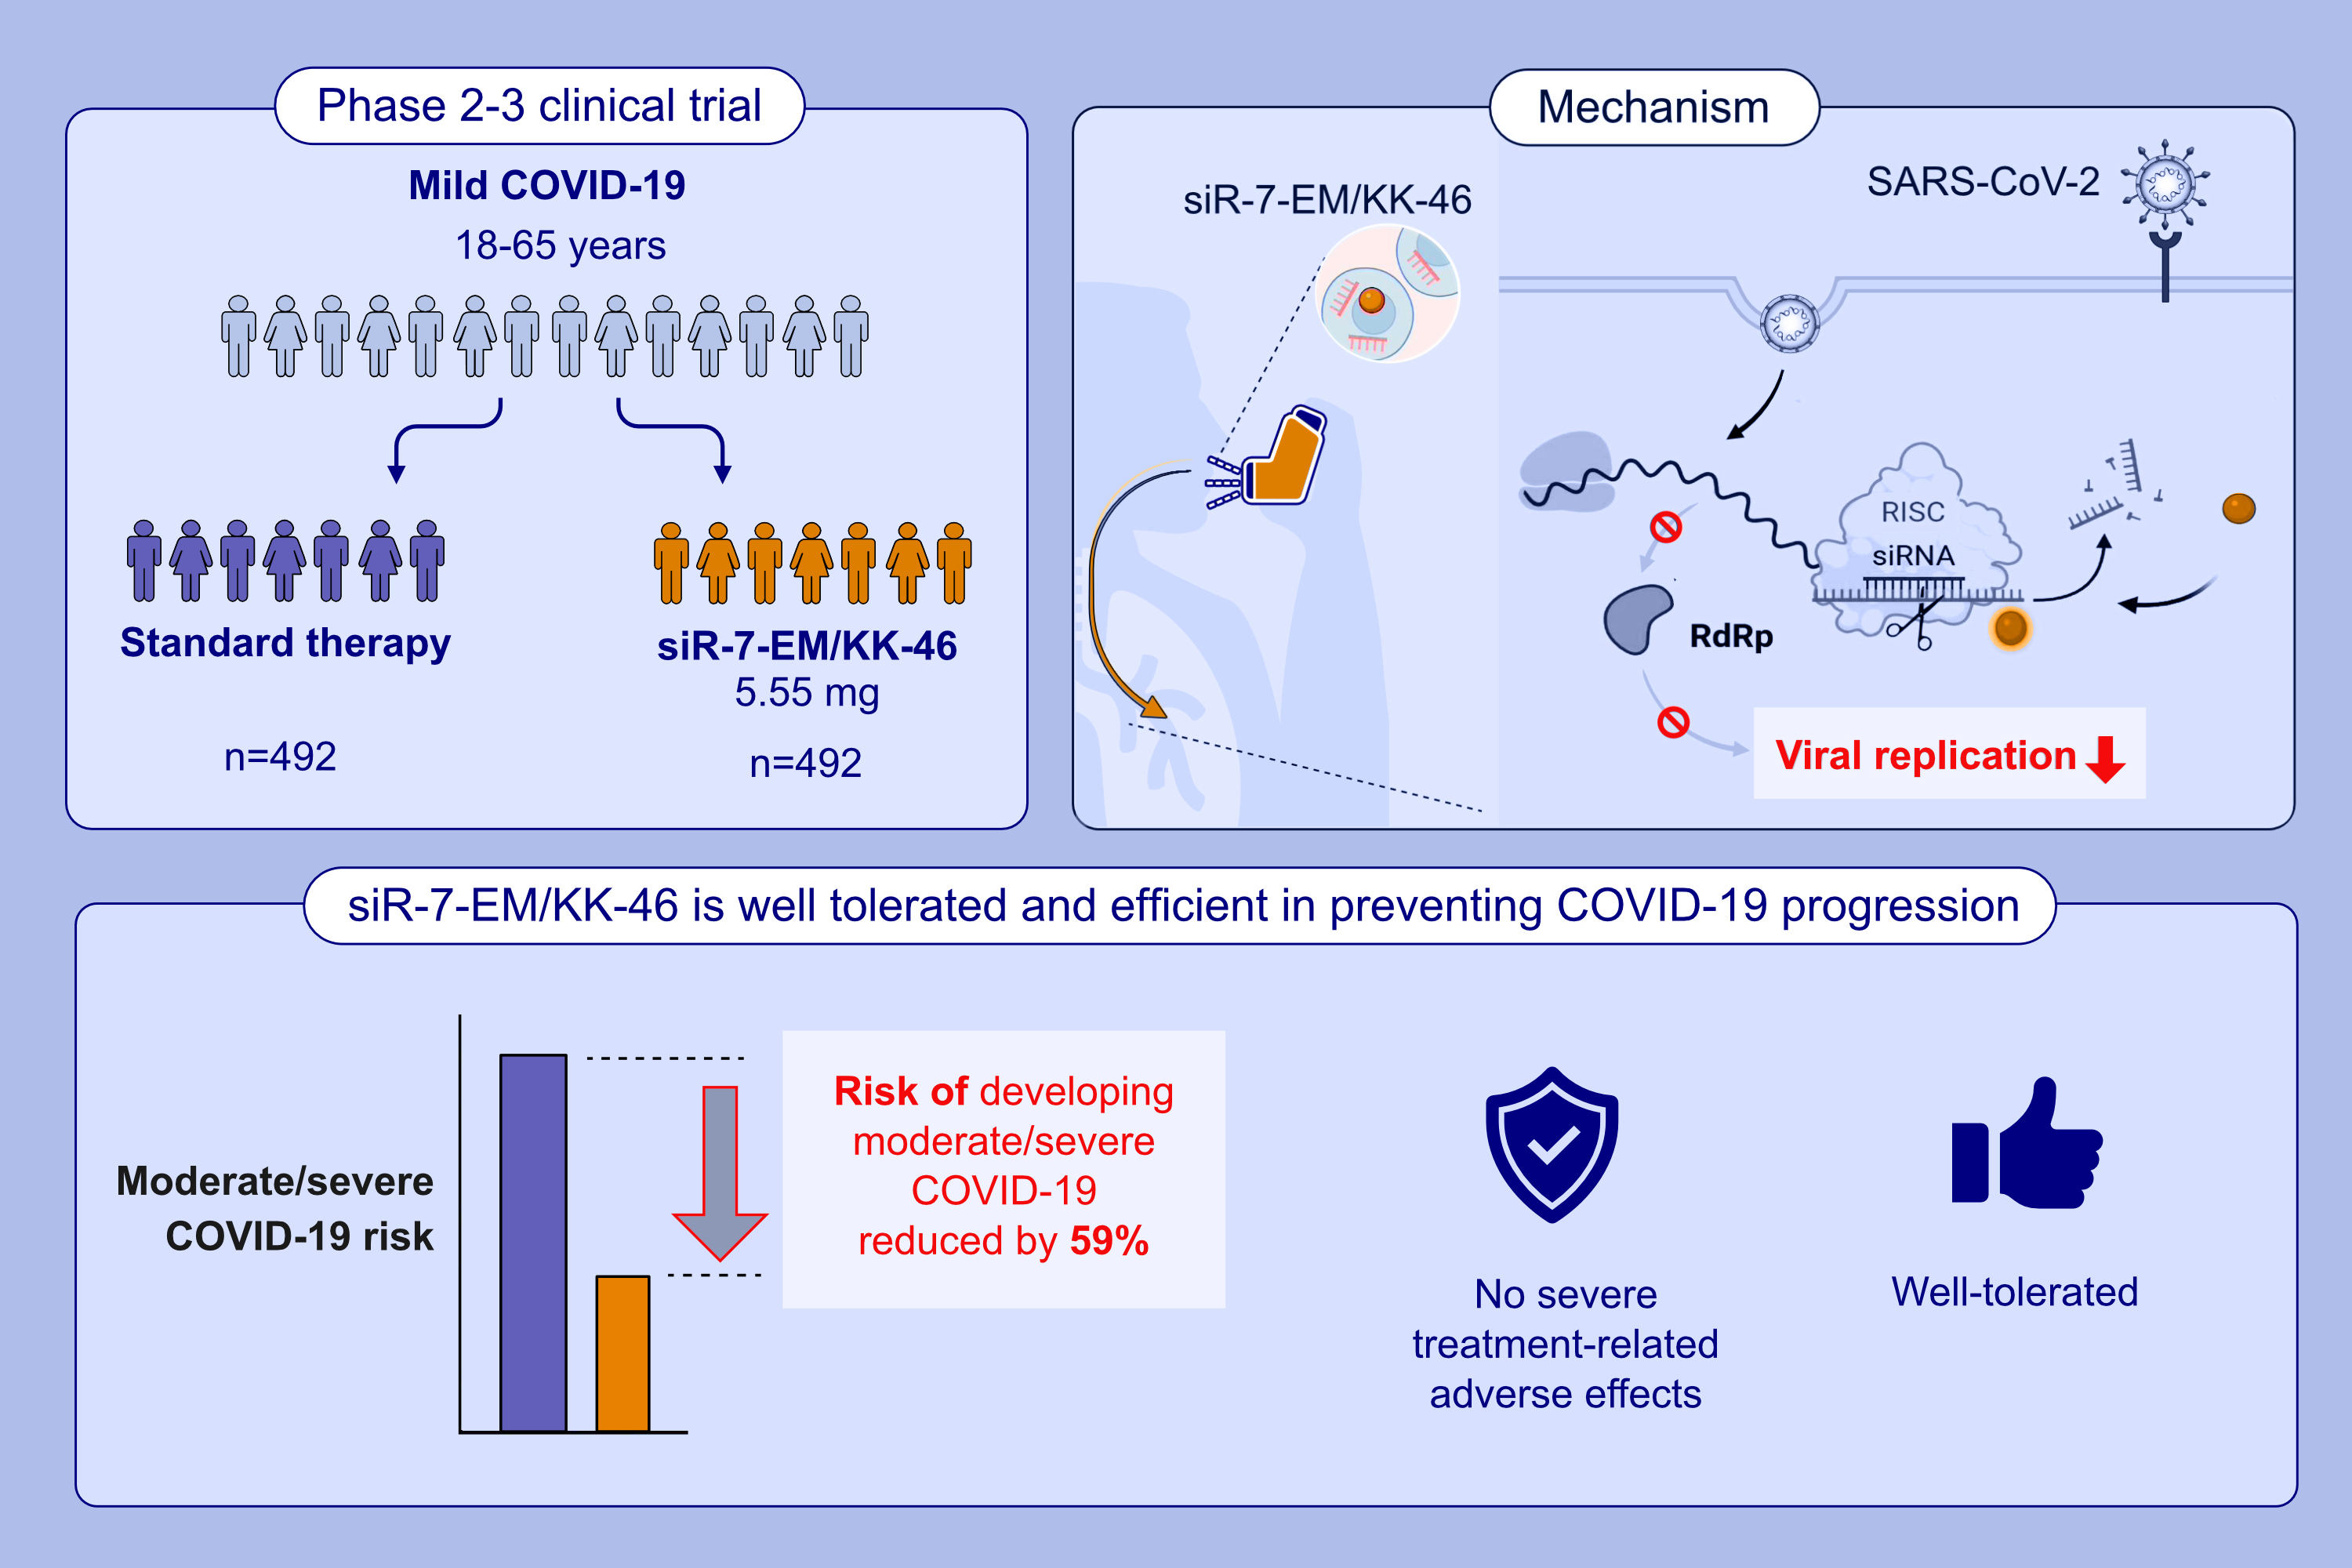 Phase 2-3 clinical trial
Mild COVID-19
18-65 years
Standard therapy
n=492
siR-7-EM/KK-46
5.55 mg
n=492
Mechanism
siR-7-EM/KK-46
SARS-CoV-2
RISC
siRNA
RdRp
Viral replication
siR-7-EM/KK-46 is well tolerated and efficient in preventing COVID-19 progression
Moderate/severe
COVID-19 risk
Risk of developing
moderate/severe
COVID-19
reduced by 59%
No severe
treatment-related
adverse effects
Well-tolerated